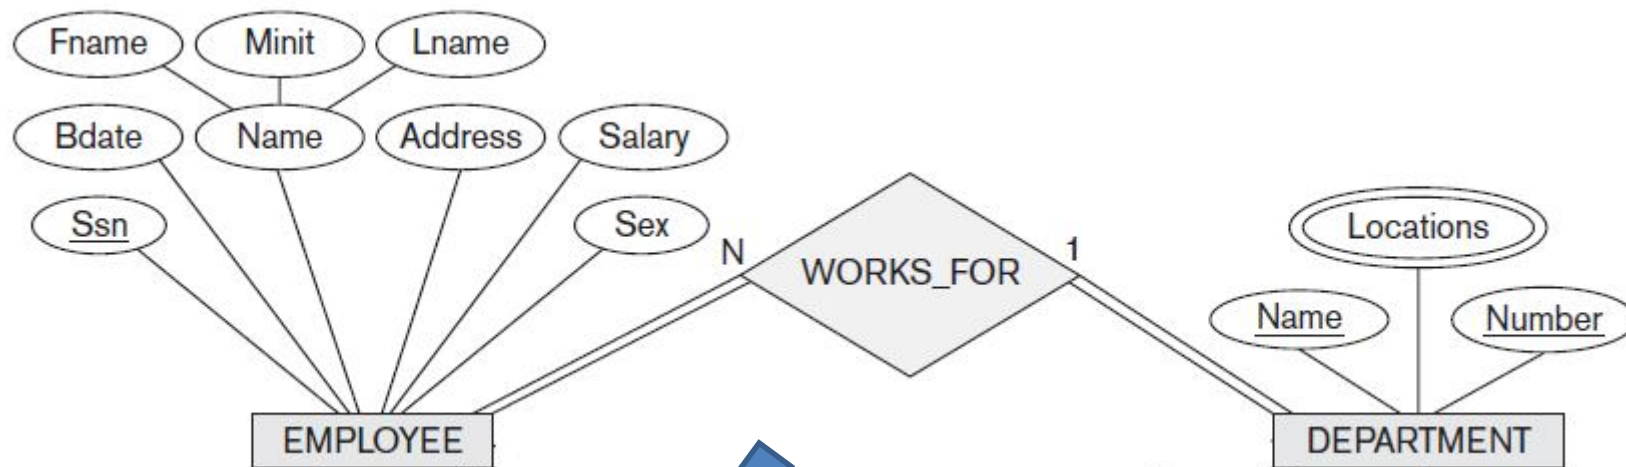 Fname Minit Lname
Bdate Name Address Salary
Ssn Sex Locations
N 1
WORKS_FOR
Name Number
EMPLOYEE DEPARTMENT